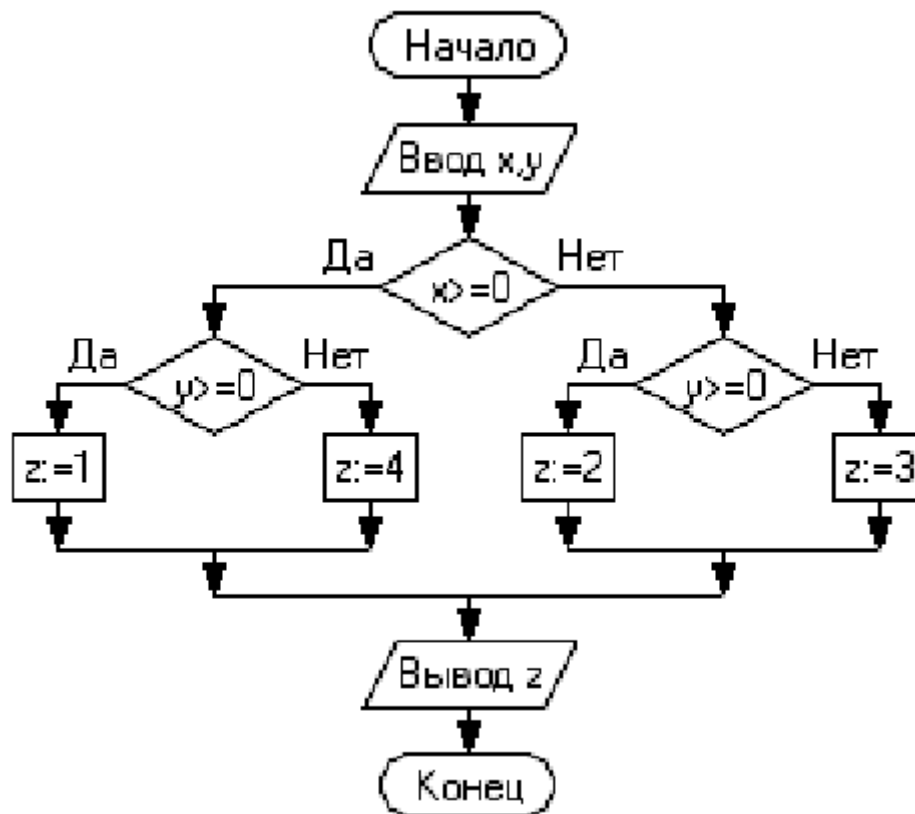 Начало
Ввод x,y
Да
Нет
x>=0
Да
Нет
Да
Нет
y>=0
y>=0
z:=1
z:=4
z:=2
z:=3
Вывод z
Конец